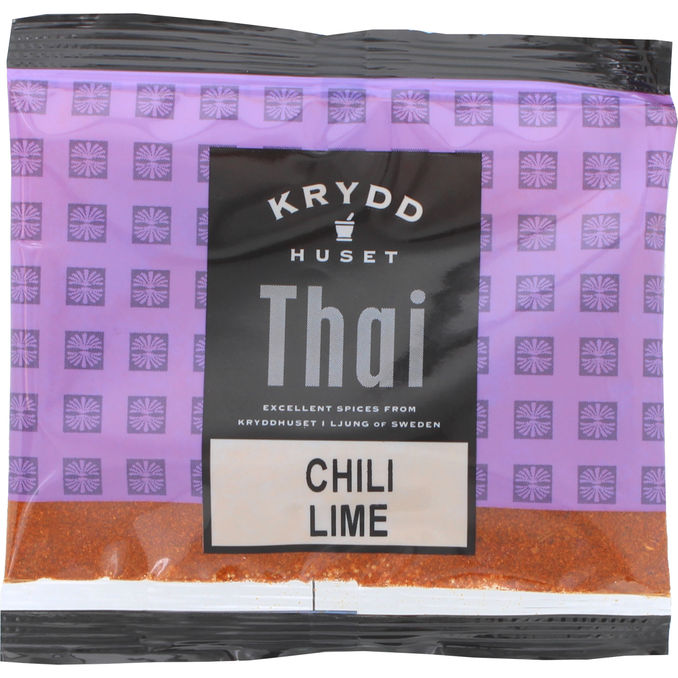 KRYDD
HUSET
Thai
EXCELLENT SPICES FROM
KRYDDHUSET I LJUNG OF SWEDEN
CHILI
LIME